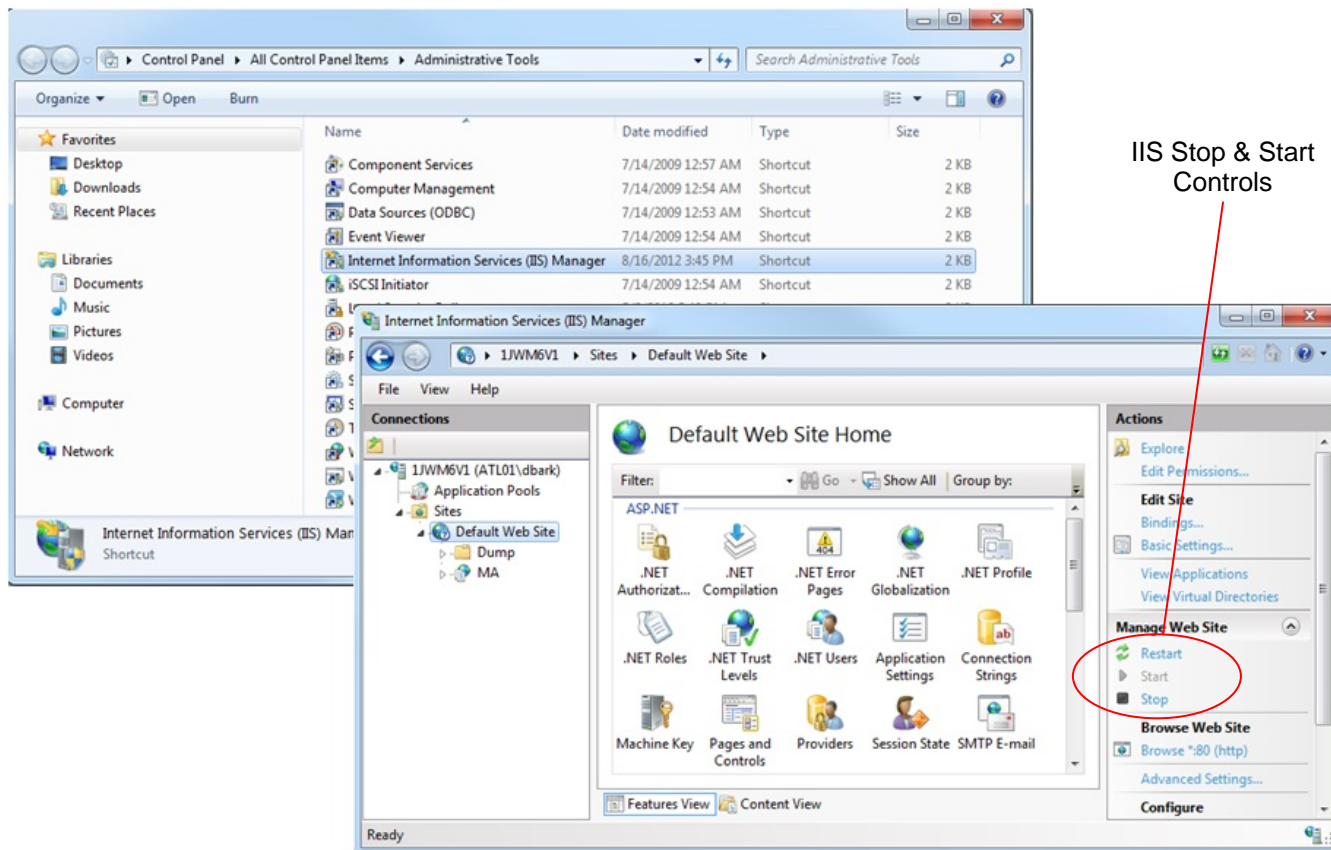 Control Panel ▸ All Control Panel Items ▸ Administrative Tools
Search Administrative Tools
Organize ▾ Open Burn
Favorites
Desktop
Downloads
Recent Places
Libraries
Documents
Music
Pictures
Videos
Computer
Network
Name Date modified Type Size
Component Services 7/14/2009 12:57 AM Shortcut 2 KB
Computer Management 7/14/2009 12:54 AM Shortcut 2 KB
Data Sources (ODBC) 7/14/2009 12:53 AM Shortcut 2 KB
Event Viewer 7/14/2009 12:54 AM Shortcut 2 KB
Internet Information Services (IIS) Manager 8/16/2012 3:45 PM Shortcut 2 KB
iSCSI Initiator 7/14/2009 12:54 AM Shortcut 2 KB
Internet Information Services (IIS) Man
Shortcut
IIS Stop & Start
Controls
Internet Information Services (IIS) Manager
1JWM6V1 ▸ Sites ▸ Default Web Site ▸
File View Help
Connections
1JWM6V1 (ATL01\dbark)
Application Pools
Sites
Default Web Site
Dump
MA
Default Web Site Home
Filter: Go Show All Group by:
ASP.NET
.NET Authorizat...
.NET Compilation
404
.NET Error Pages
.NET Globalization
.NET Profile
.NET Roles
.NET Trust Levels
.NET Users
Application Settings
ab
Connection Strings
Machine Key
Pages and Controls
Providers
Session State
SMTP E-mail
Features View Content View
Actions
Explore
Edit Permissions...
Edit Site
Bindings...
Basic Settings...
View Applications
View Virtual Directories
Manage Web Site
Restart
Start
Stop
Browse Web Site
Browse *:80 (http)
Advanced Settings...
Configure
Ready